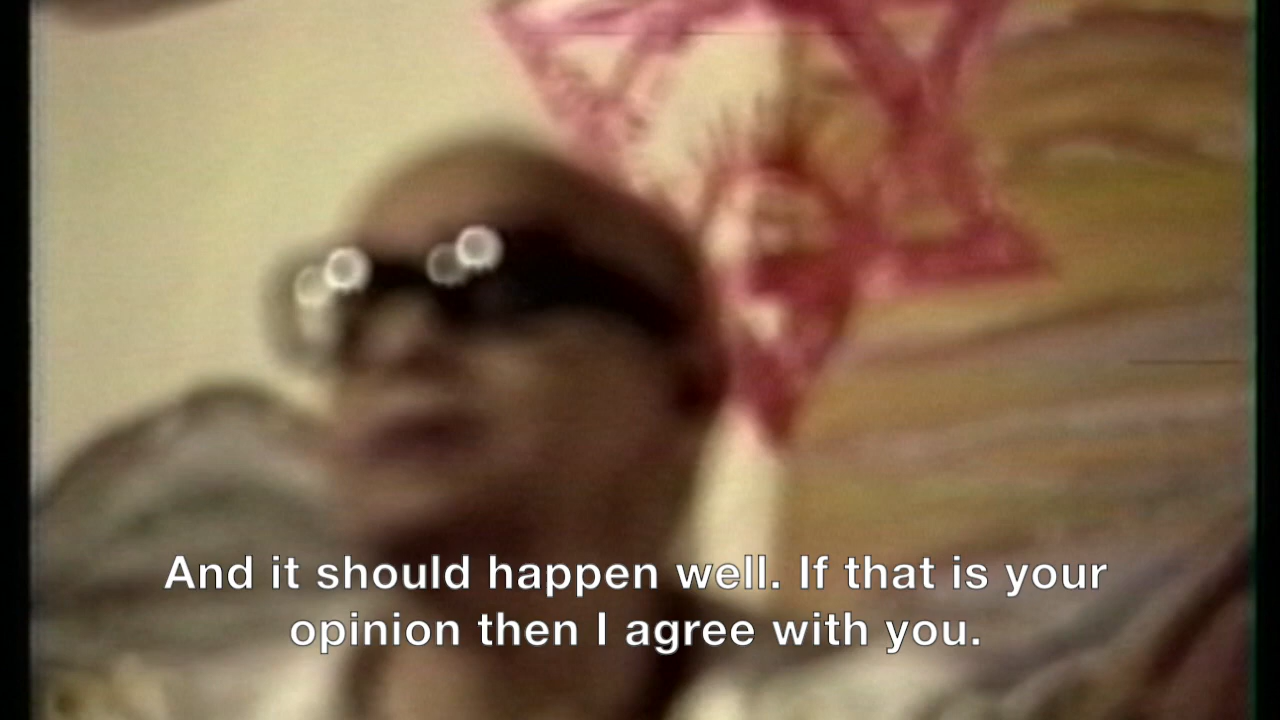 And it should happen well. If that is your
opinion then I agree with you.